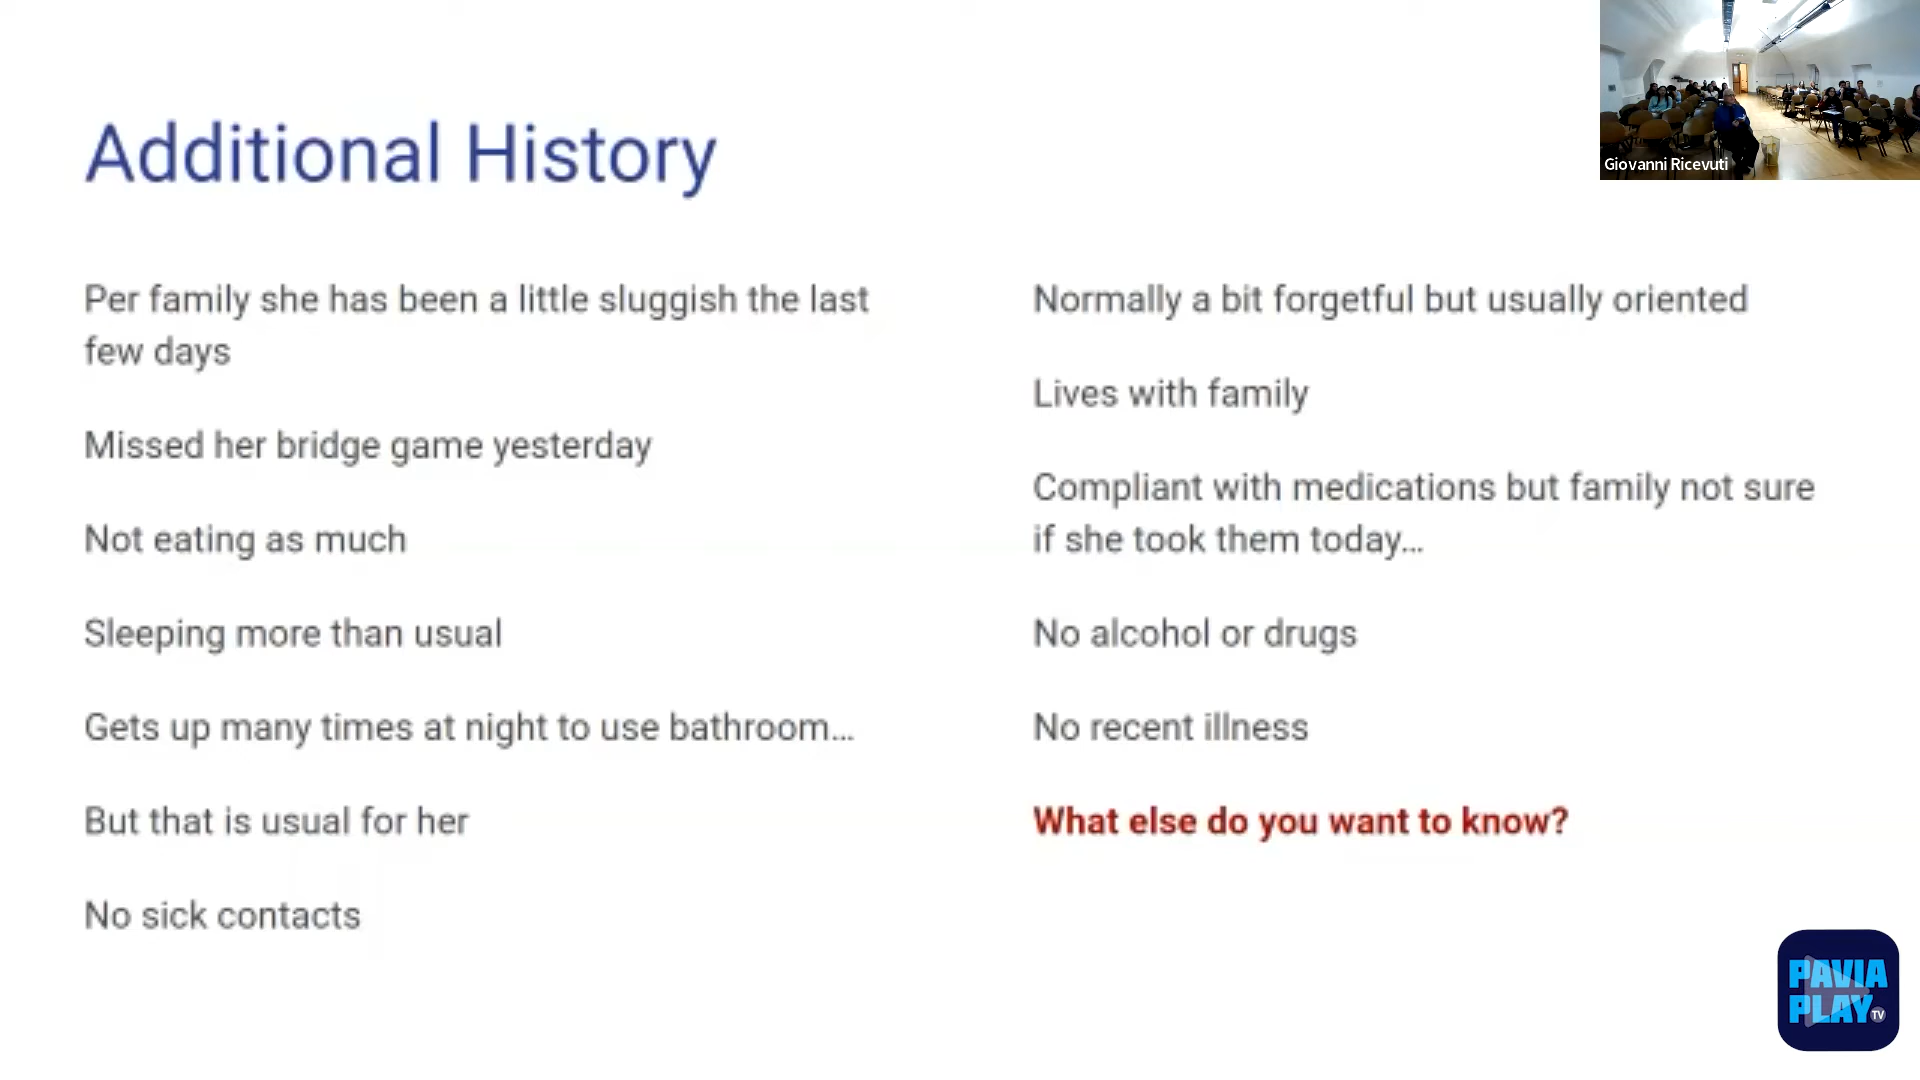 Additional History
Per family she has been a little sluggish the last
few days
Missed her bridge game yesterday
Not eating as much
Sleeping more than usual
Gets up many times at night to use bathroom...
But that is usual for her
No sick contacts
Normally a bit forgetful but usually oriented
Lives with family
Compliant with medications but family not sure
if she took them today...
No alcohol or drugs
No recent illness
What else do you want to know?
Giovanni Ricevuti
PAVIA
PLAY TV